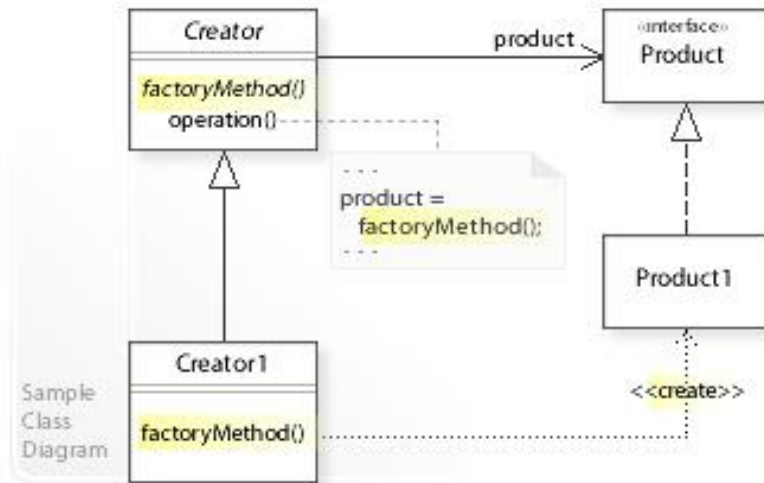 Creator
factoryMethod()
operation()
product
«interface»
Product
. . .
product =
factoryMethod();
. . .
Product1
Creator1
factoryMethod()
<<create>>
Sample
Class
Diagram